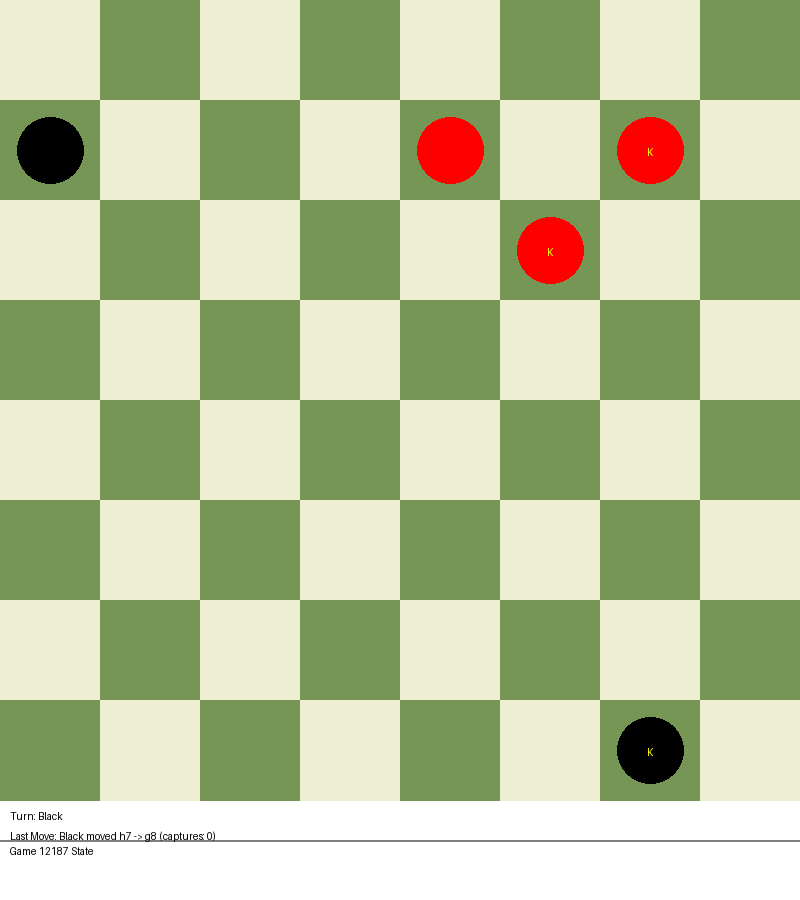 K
K
K
Turn: Black
Last Move: Black moved h7 -> g8 (captures: 0)
Game 12187 State